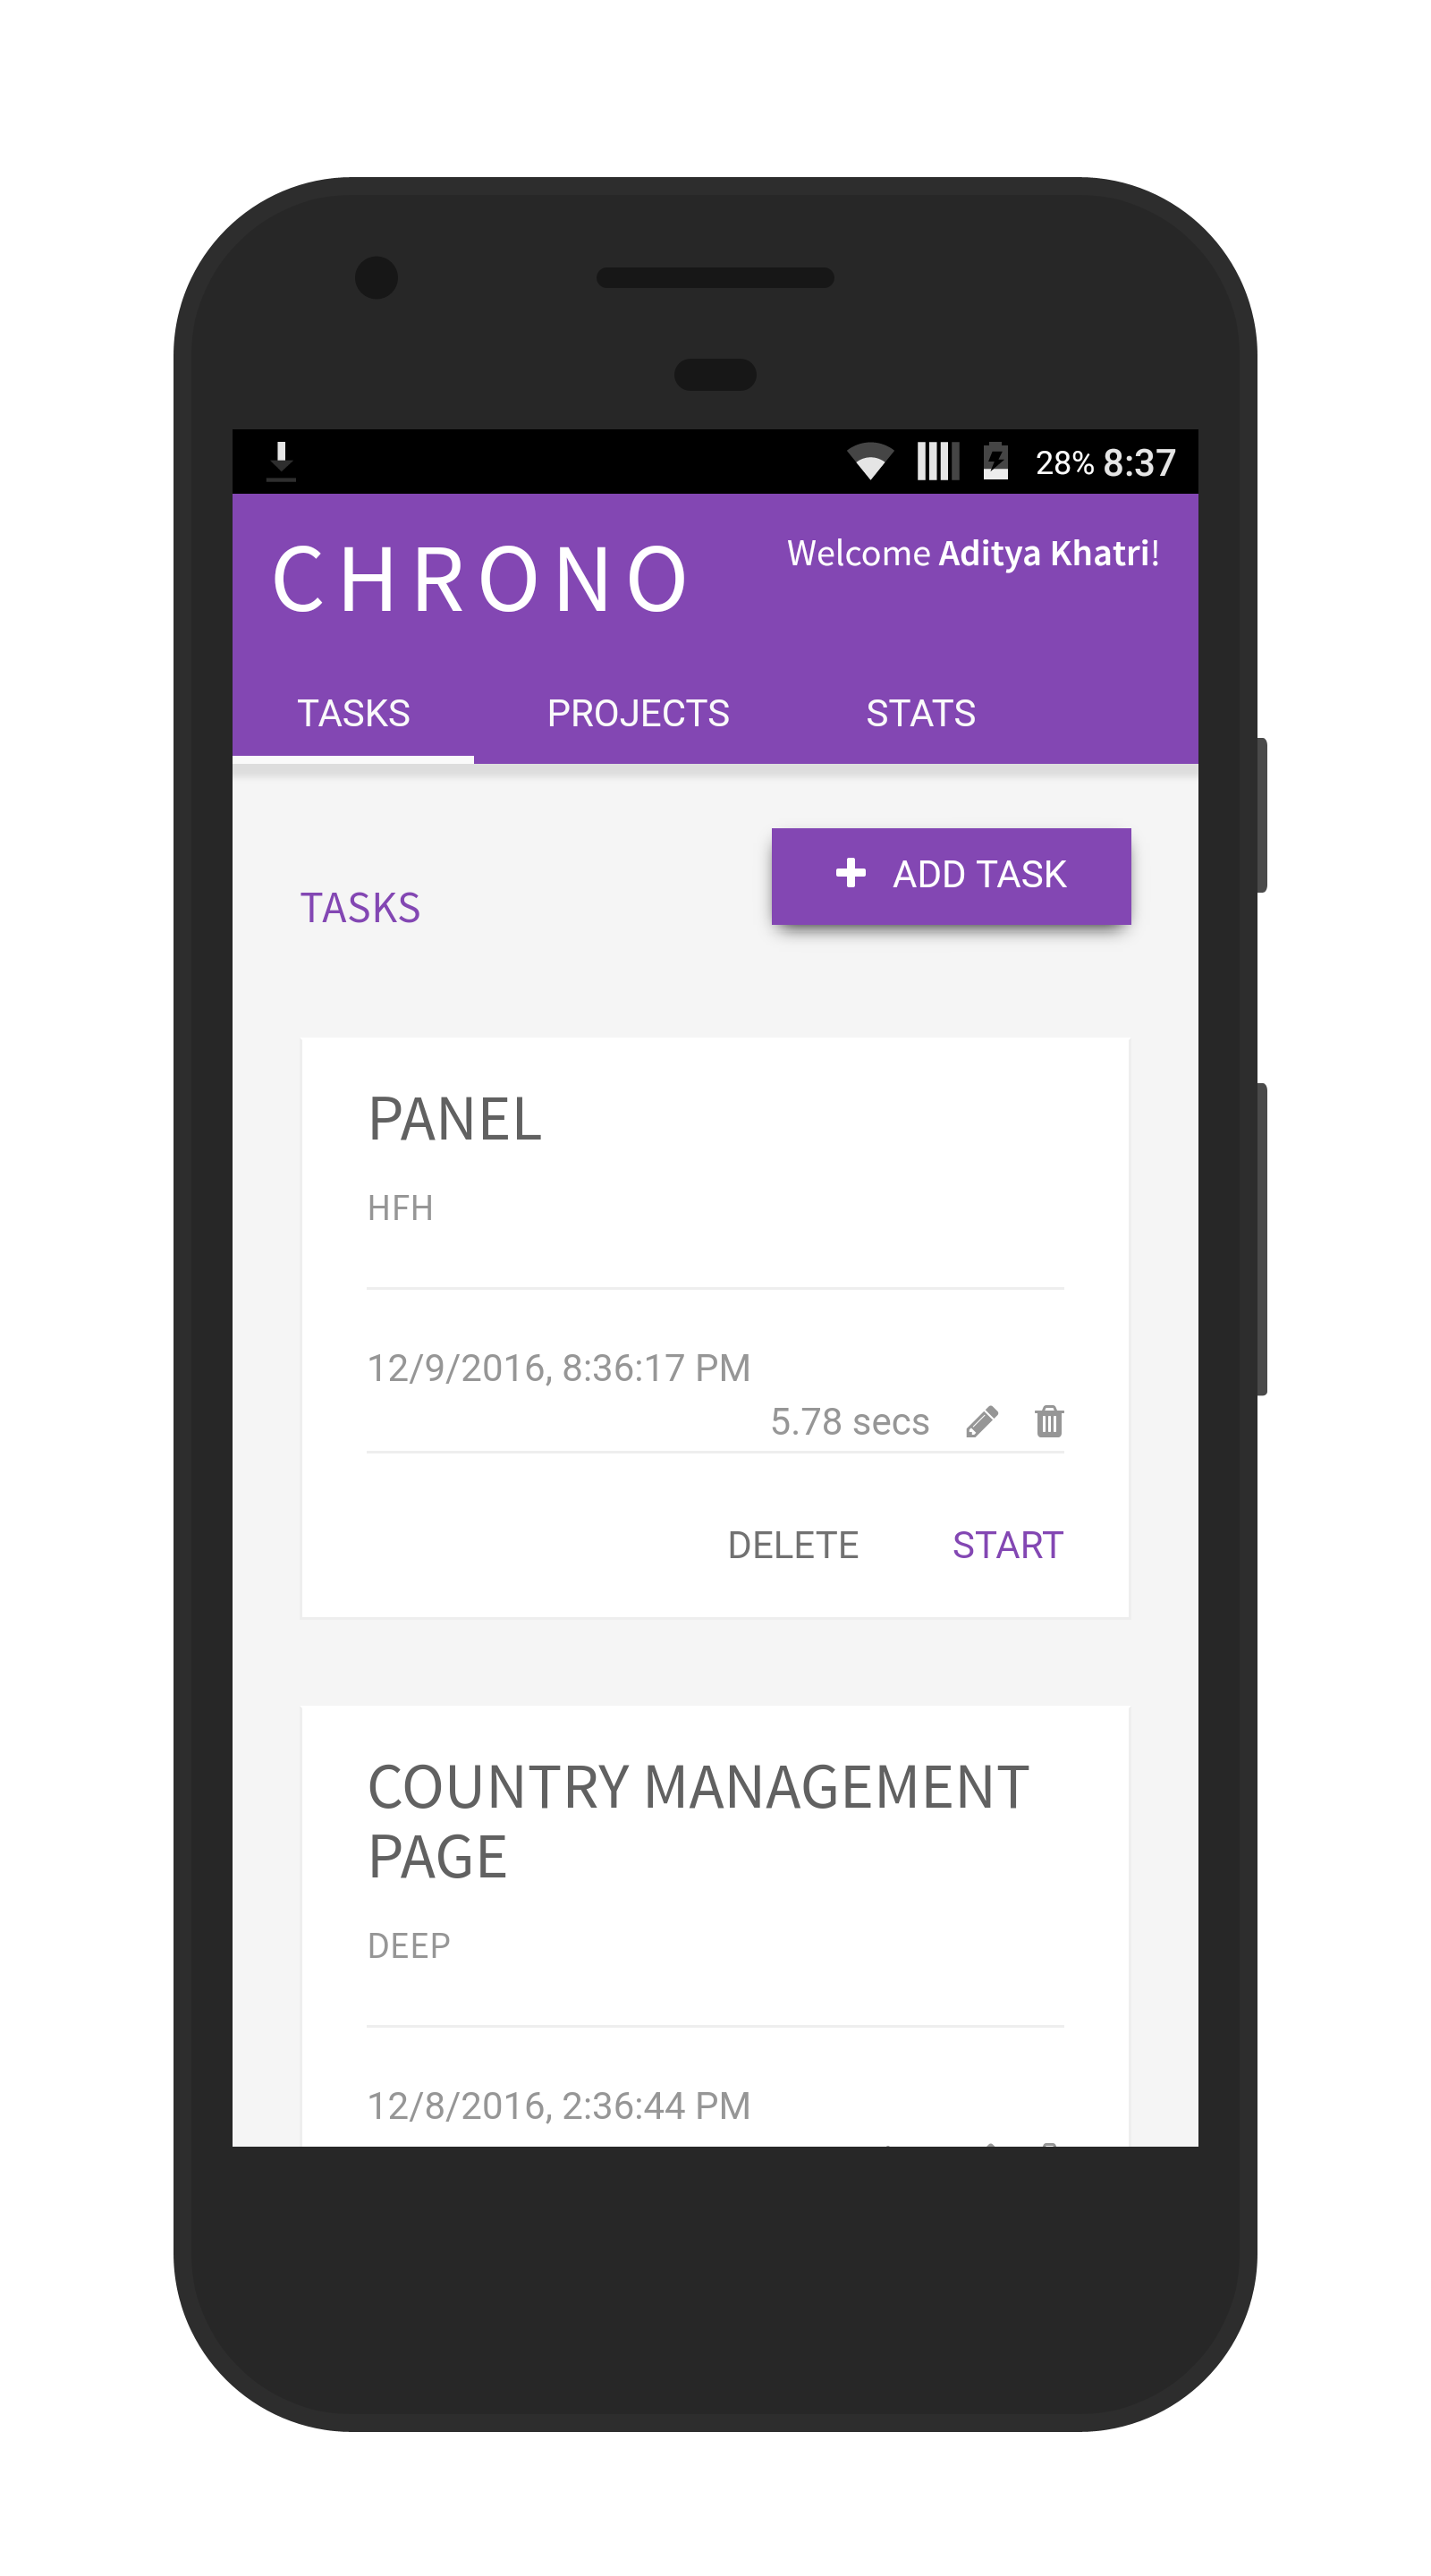 28% 8:37
CHRONO
Welcome Aditya Khatri!
TASKS PROJECTS STATS
TASKS
ADD TASK
PANEL
HFH
12/9/2016, 8:36:17 PM
5.78 secs
DELETE START
COUNTRY MANAGEMENT
PAGE
DEEP
12/8/2016, 2:36:44 PM